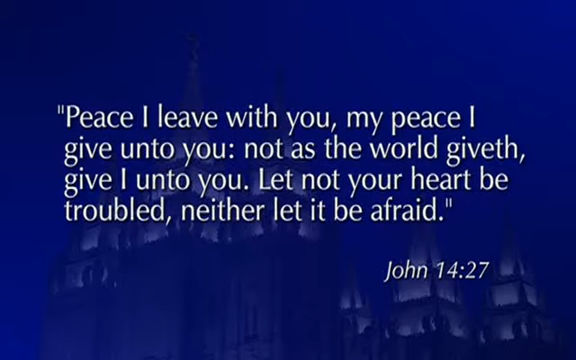 "Peace I leave with you, my peace I
give unto you: not as the world giveth,
give I unto you. Let not your heart be
troubled, neither let it be afraid."
John 14:27